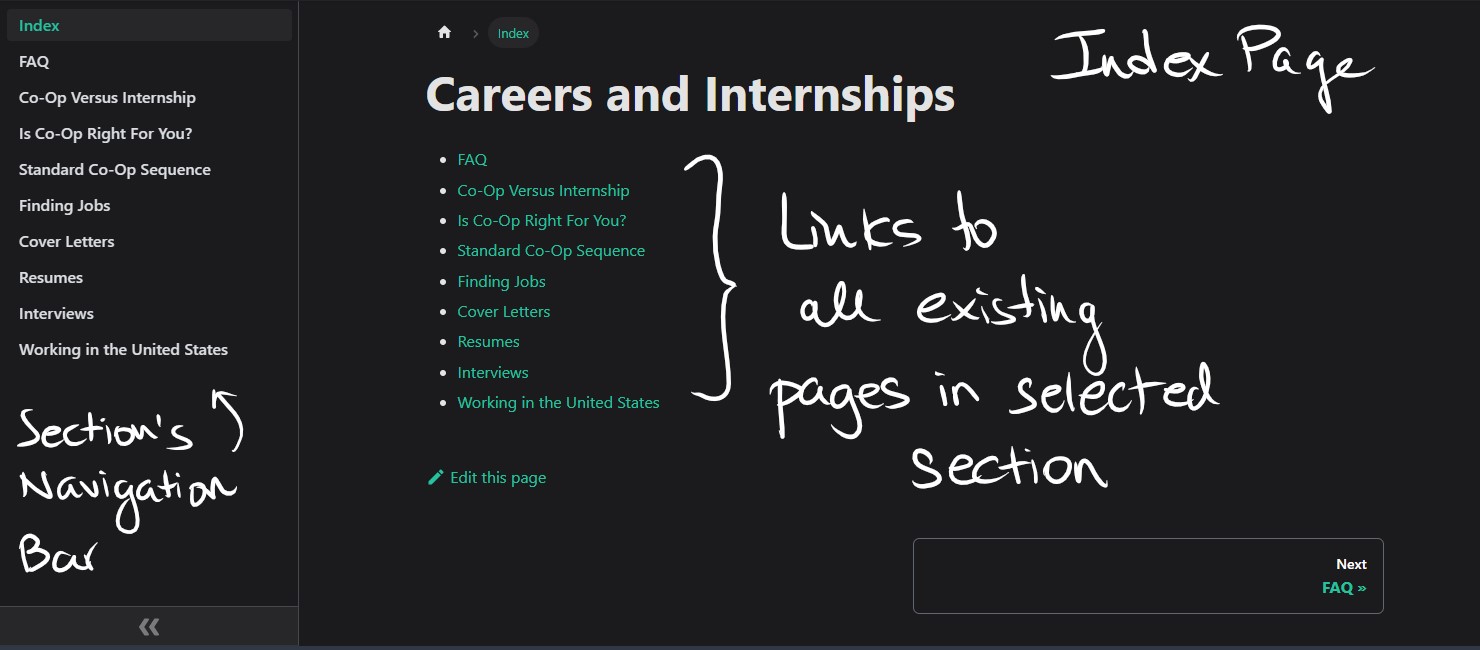 Index
FAQ
Co-Op Versus Internship
Is Co-Op Right For You?
Standard Co-Op Sequence
Finding Jobs
Cover Letters
Resumes
Interviews
Working in the United States
Section's
Navigation
Bar
Index
Careers and Internships
FAQ
Co-Op Versus Internship
Is Co-Op Right For You?
Standard Co-Op Sequence
Finding Jobs
Cover Letters
Resumes
Interviews
Working in the United States
Edit this page
Index Page
Links to
all existing
pages in selected
section
Next
FAQ »